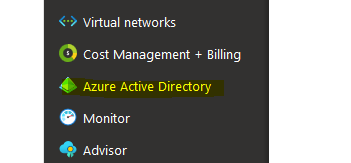 Virtual networks
Cost Management + Billing
Azure Active Directory
Monitor
Advisor